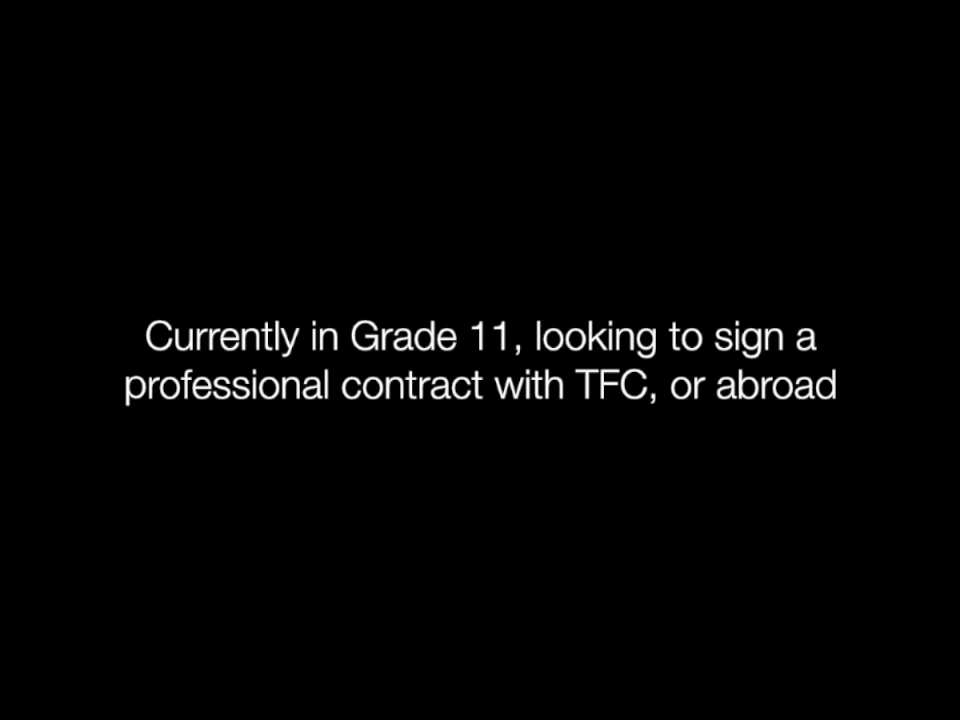 Currently in Grade 11, looking to sign a
professional contract with TFC, or abroad